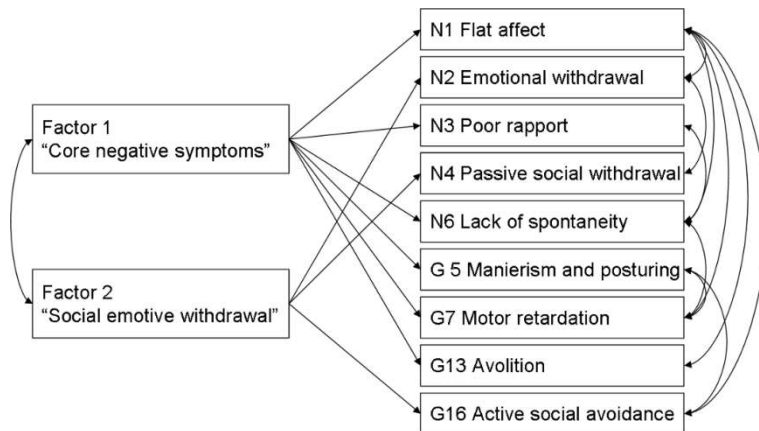 N1 Flat affect
N2 Emotional withdrawal
Factor 1
“Core negative symptoms”
N3 Poor rapport
N4 Passive social withdrawal
N6 Lack of spontaneity
G 5 Manierism and posturing
Factor 2
“Social emotive withdrawal”
G7 Motor retardation
G13 Avolition
G16 Active social avoidance